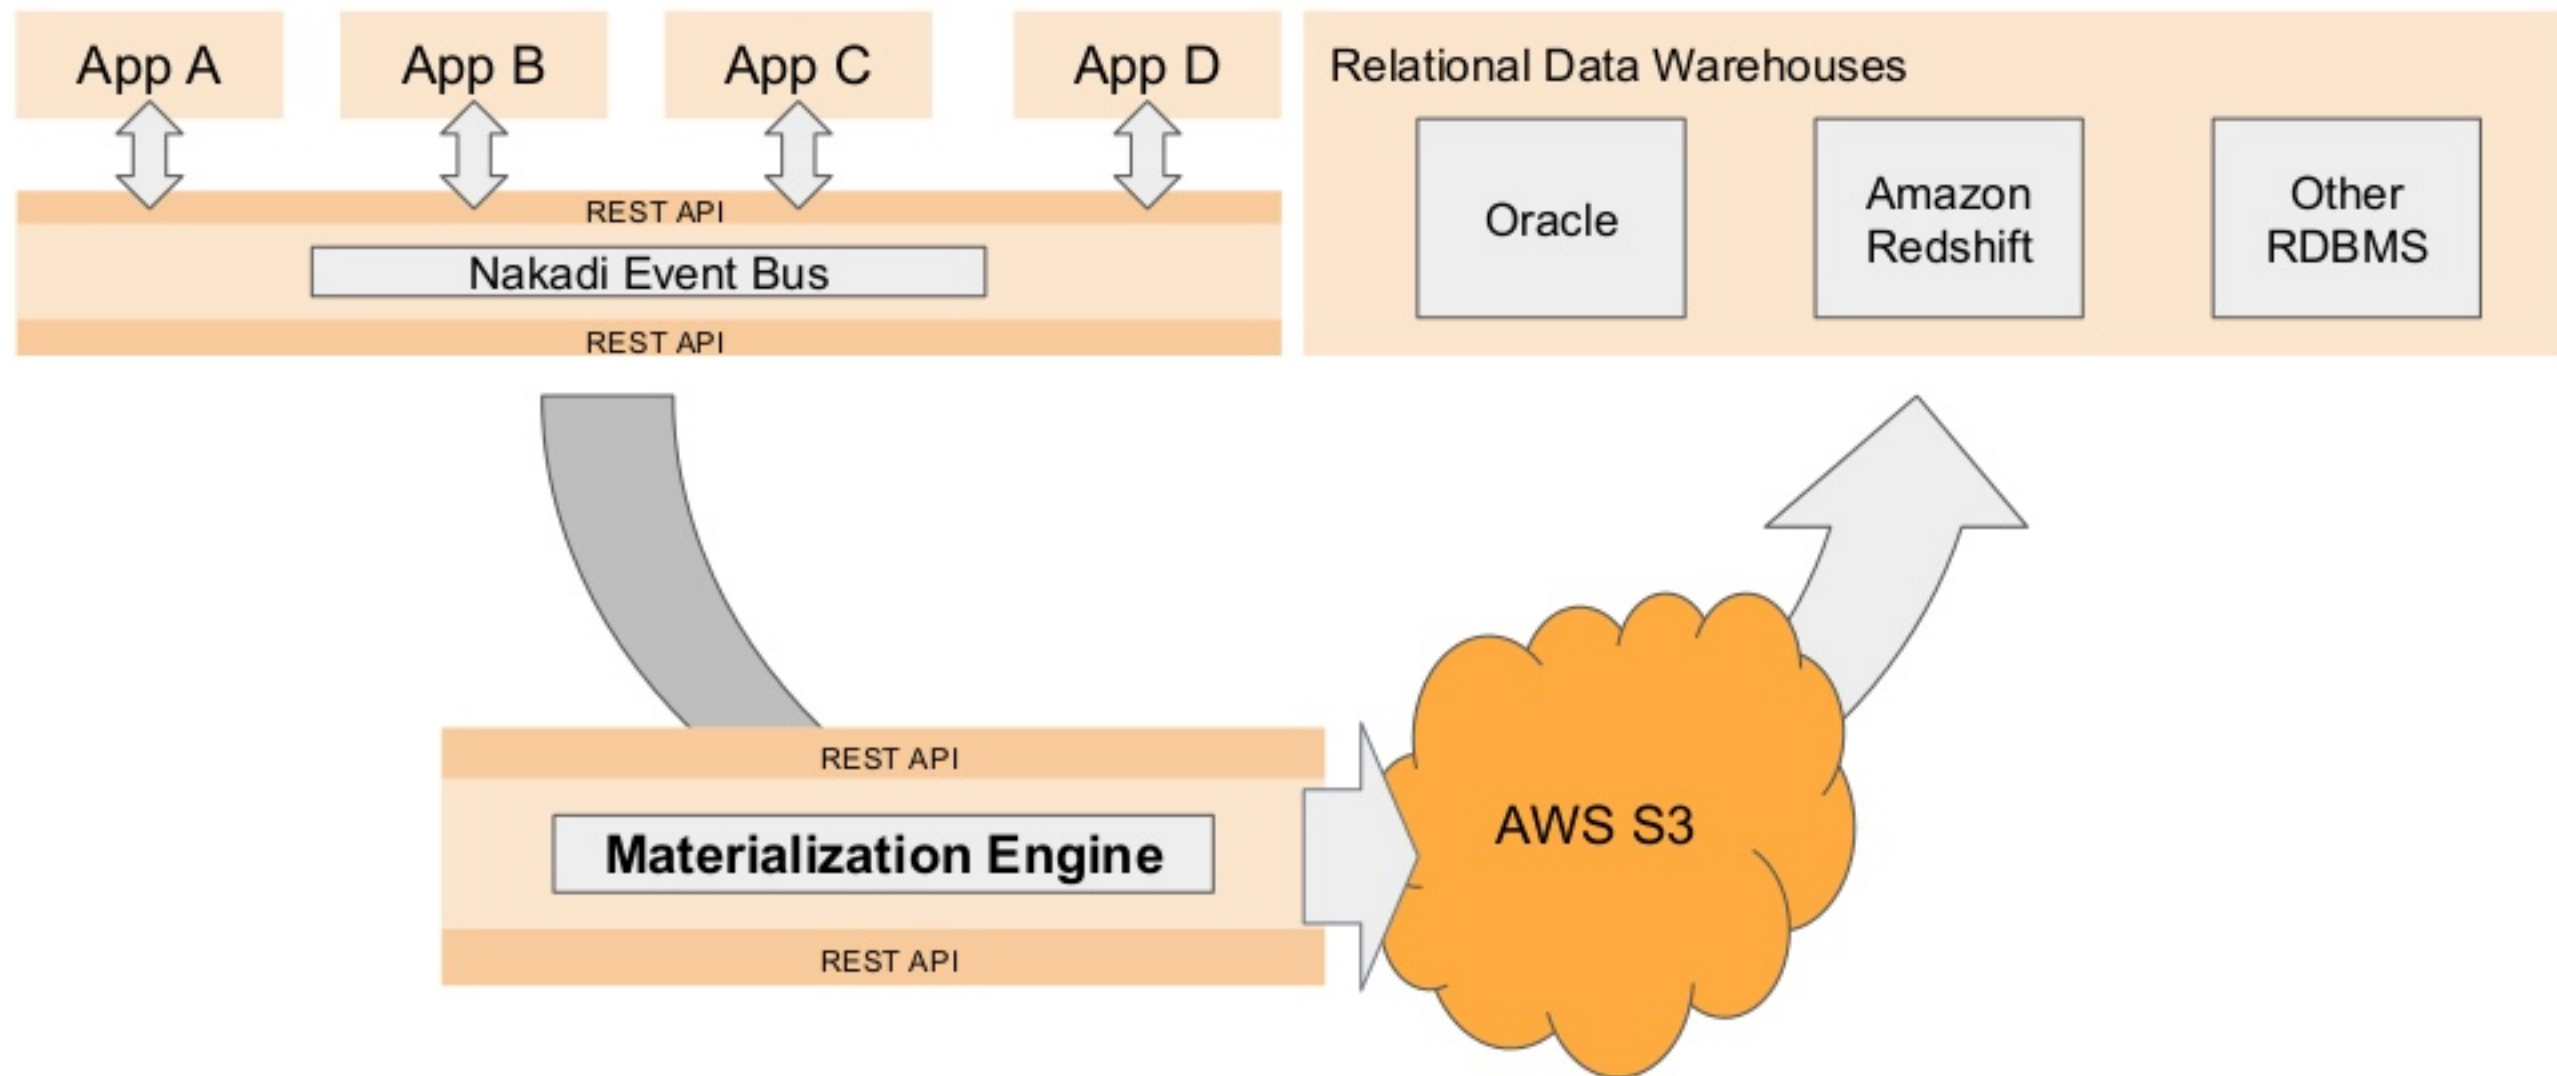 App A
App B
App C
App D
REST API
Nakadi Event Bus
REST API
Relational Data Warehouses
Oracle
Amazon
Redshift
Other
RDBMS
REST API
Materialization Engine
REST API
AWS S3